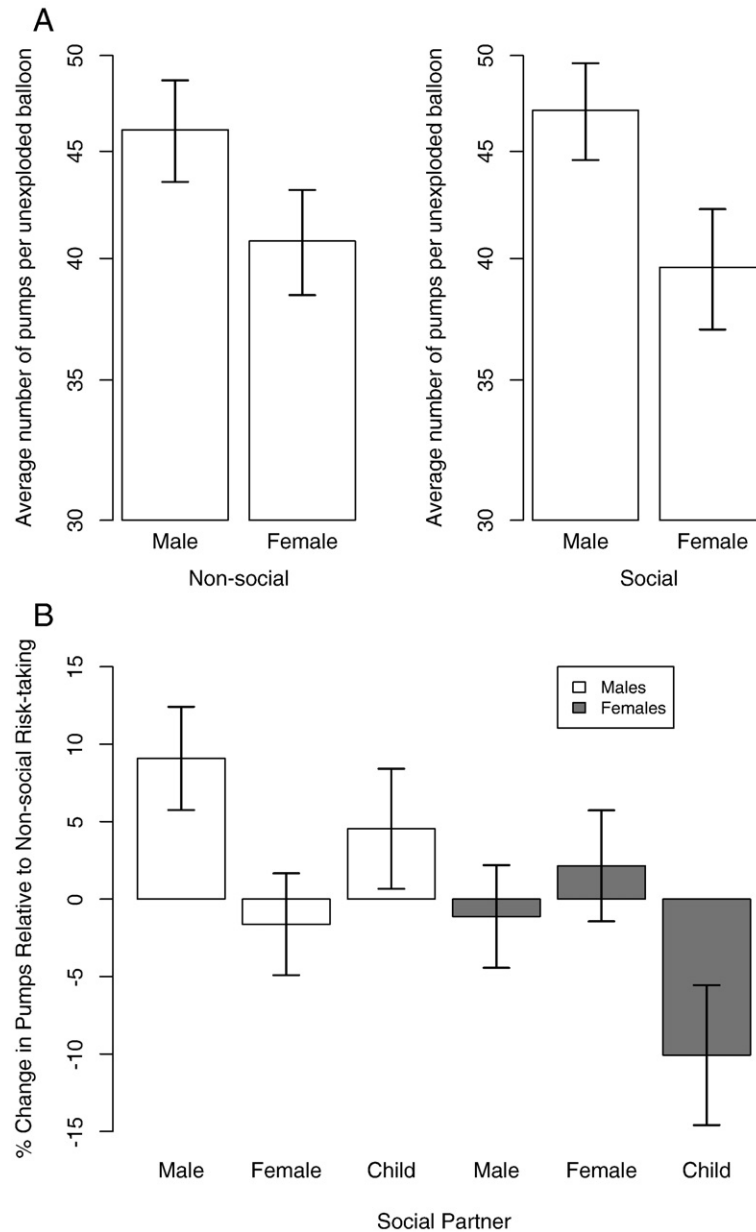 A
Average number of pumps per unexploded balloon
50
45
40
35
30
Male Female
Non-social
Average number of pumps per unexploded balloon
50
45
40
35
30
Male Female
Social
B
% Change in Pumps Relative to Non-social Risk-taking
15
10
5
0
-5
-10
-15
Males
Females
Male Female Child Male Female Child
Social Partner